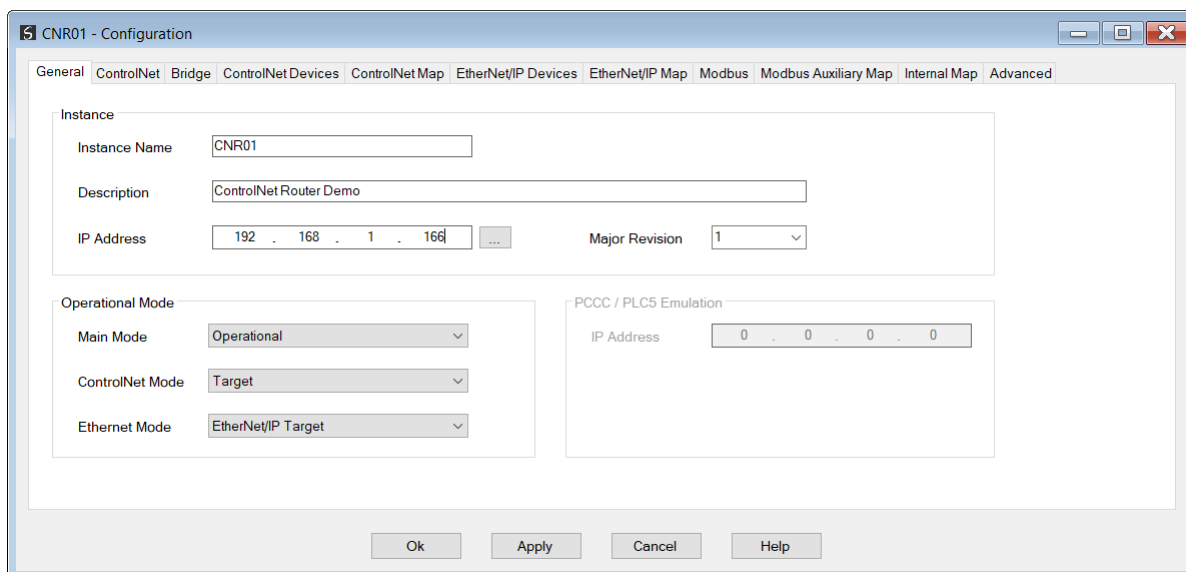 CNR01 - Configuration
General ControlNet Bridge ControlNet Devices ControlNet Map EtherNet/IP Devices EtherNet/IP Map Modbus Modbus Auxiliary Map Internal Map Advanced
Instance
Instance Name CNR01
Description ControlNet Router Demo
IP Address 192 . 168 . 1 . 166 ... Major Revision 1
Operational Mode
Main Mode Operational
ControlNet Mode Target
Ethernet Mode EtherNet/IP Target
PCCC / PLC5 Emulation
IP Address 0 . 0 . 0 . 0
Ok Apply Cancel Help